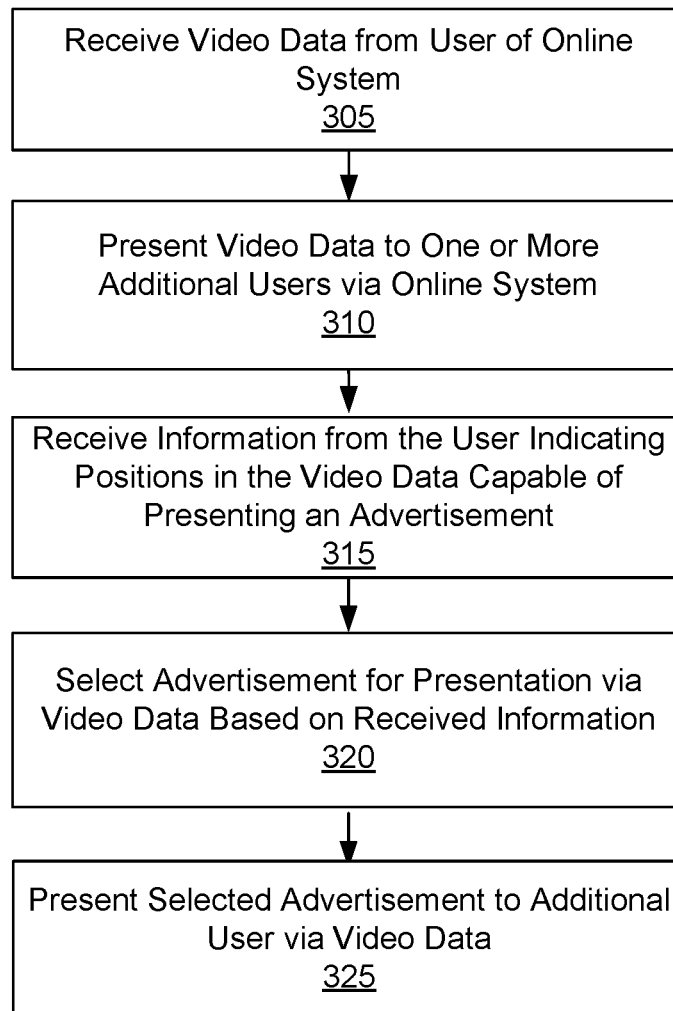 Receive Video Data from User of Online
System
305
Present Video Data to One or More
Additional Users via Online System
310
Receive Information from the User Indicating
Positions in the Video Data Capable of
Presenting an Advertisement
315
Select Advertisement for Presentation via
Video Data Based on Received Information
320
Present Selected Advertisement to Additional
User via Video Data
325